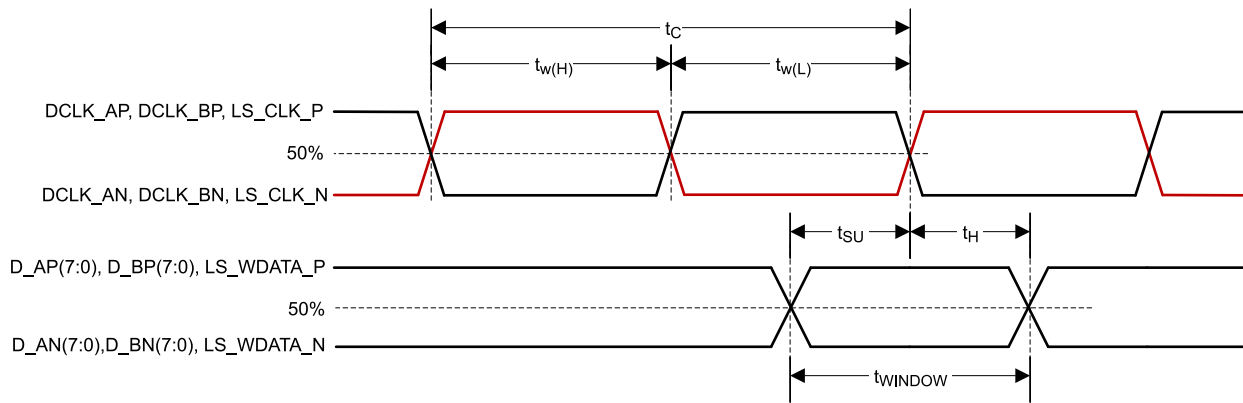 tC
tw(H)
tw(L)
DCLK_AP, DCLK_BP, LS_CLK_P
50%
DCLK_AN, DCLK_BN, LS_CLK_N
tSU
tH
D_AP(7:0), D_BP(7:0), LS_WDATA_P
50%
D_AN(7:0),D_BN(7:0), LS_WDATA_N
tWINDOW